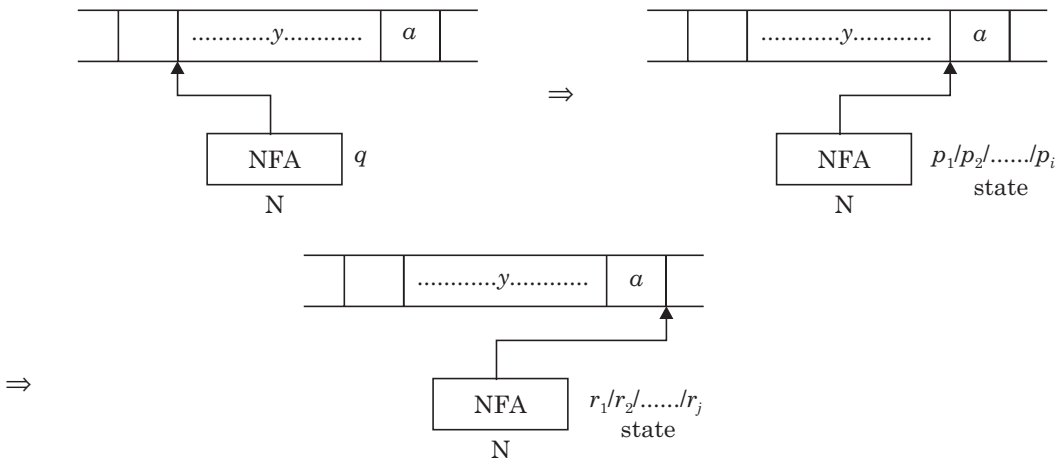 ............y............ a
............y............ a
⇒
NFA q
N
NFA p₁/p₂/....../pᵢ
state
N
............y............ a
⇒
NFA r₁/r₂/....../rⱼ
state
N